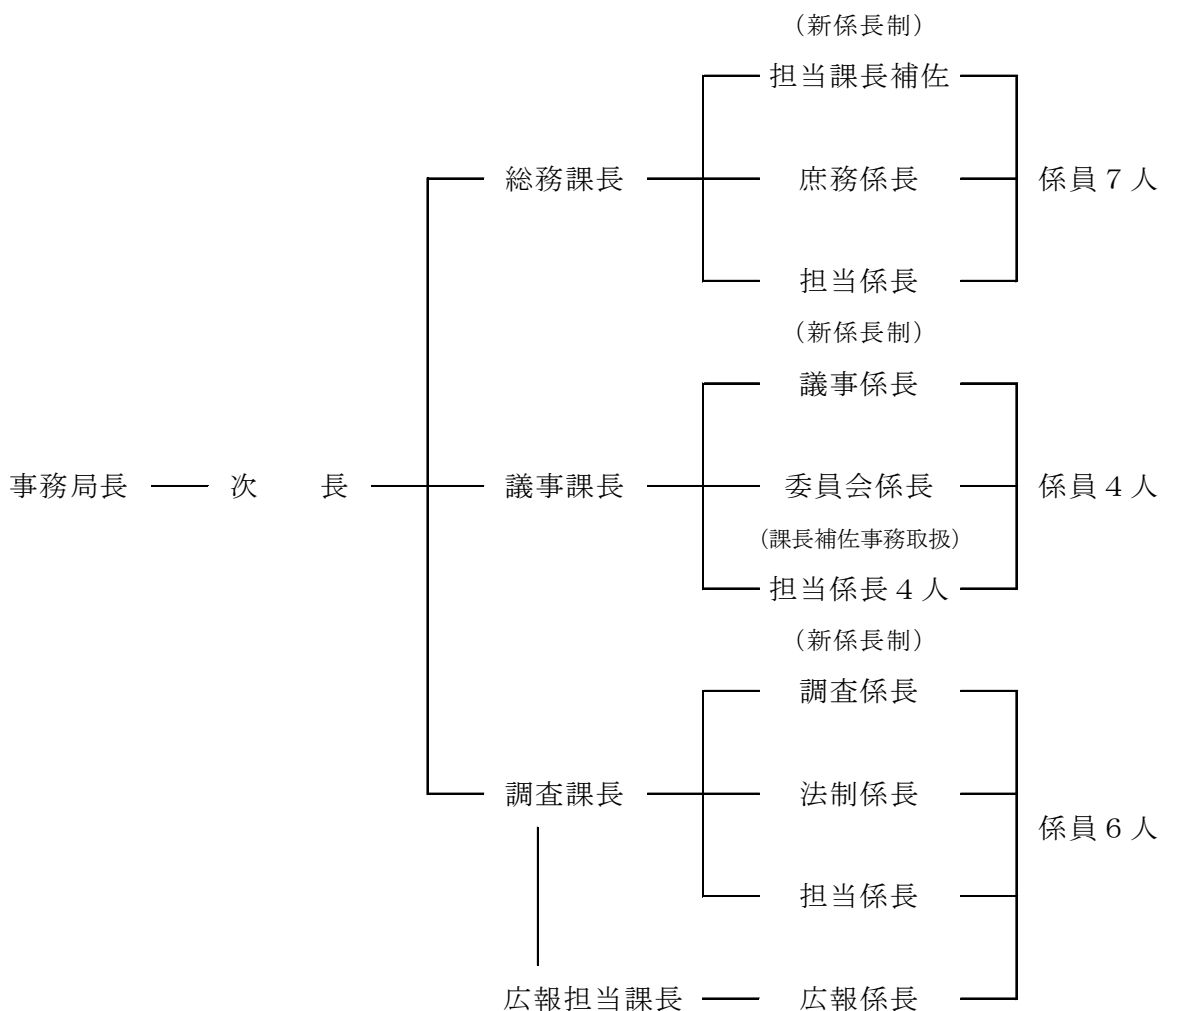 （新係長制）
担当課長補佐
総務課長
庶務係長
係員７人
担当係長
（新係長制）
議事係長
事務局長
次　　長
議事課長
委員会係長
係員４人
（課長補佐事務取扱）
担当係長４人
（新係長制）
調査係長
調査課長
法制係長
係員６人
担当係長
広報担当課長
広報係長